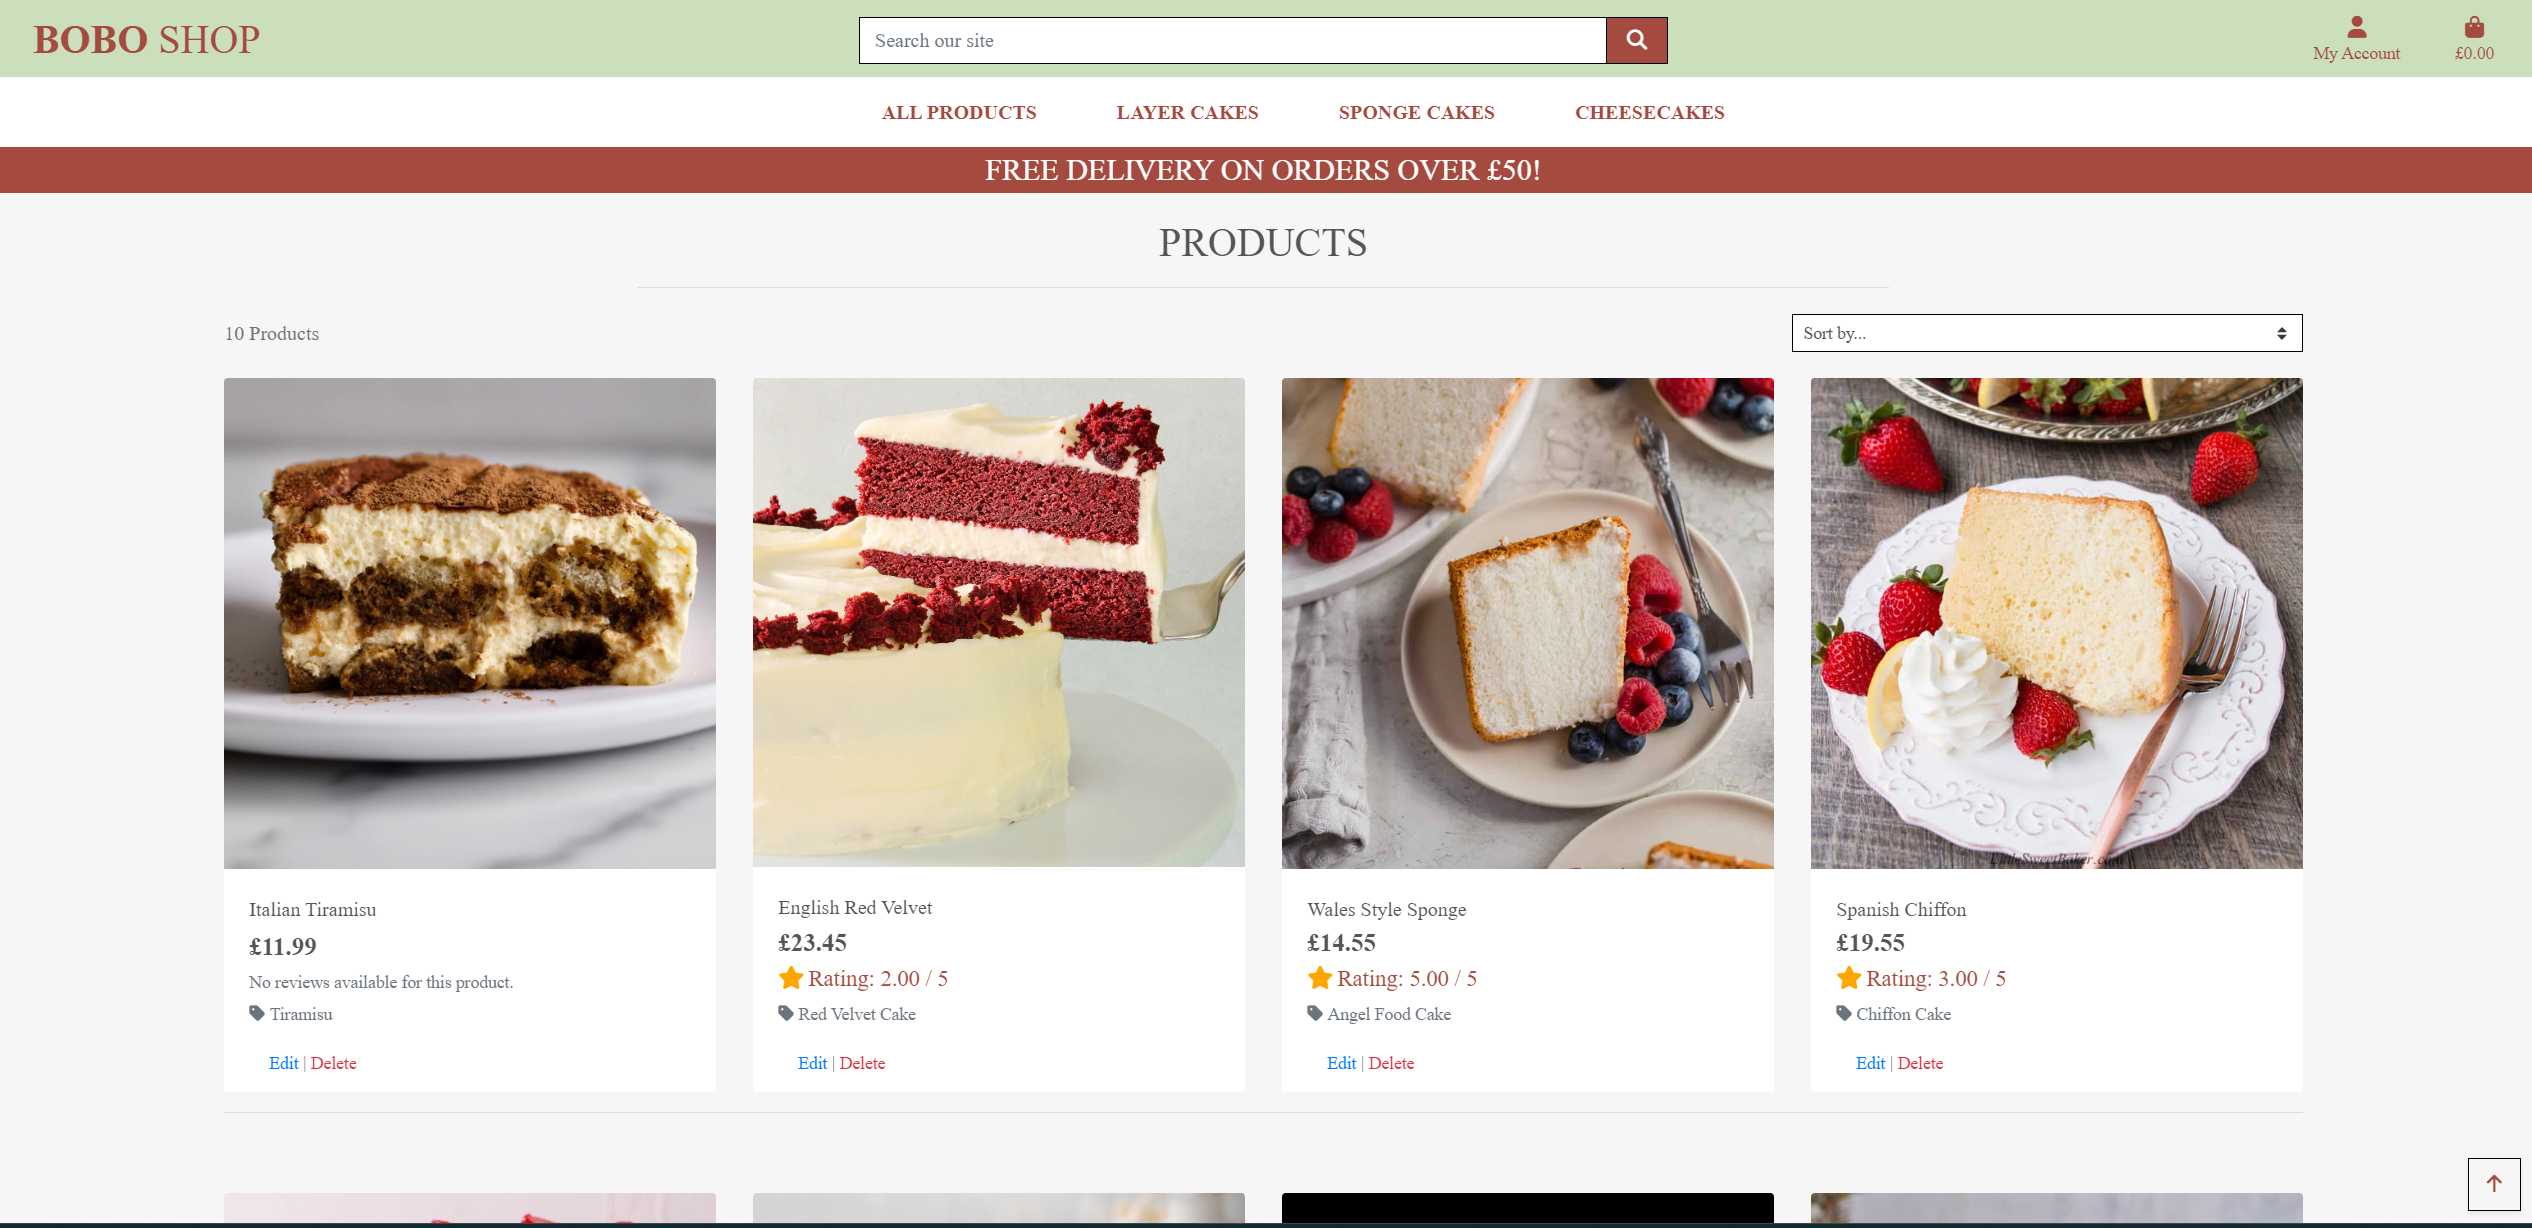 BOBO SHOP
Search our site
My Account
£0.00
ALL PRODUCTS
LAYER CAKES
SPONGE CAKES
CHEESECAKES
FREE DELIVERY ON ORDERS OVER £50!
PRODUCTS
10 Products
Sort by...
LittleSweetBaker.com
Italian Tiramisu
£11.99
No reviews available for this product.
Tiramisu
Edit | Delete
English Red Velvet
£23.45
Rating: 2.00 / 5
Red Velvet Cake
Edit | Delete
Wales Style Sponge
£14.55
Rating: 5.00 / 5
Angel Food Cake
Edit | Delete
Spanish Chiffon
£19.55
Rating: 3.00 / 5
Chiffon Cake
Edit | Delete